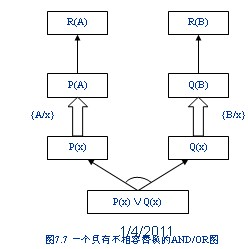 R(A)
R(B)
P(A)
Q(B)
{A/x}
{B/x}
P(x)
Q(x)
P(x) ∨Q(x)
1/4/2011
图7.7 一个具有不相容替换的AND/OR图